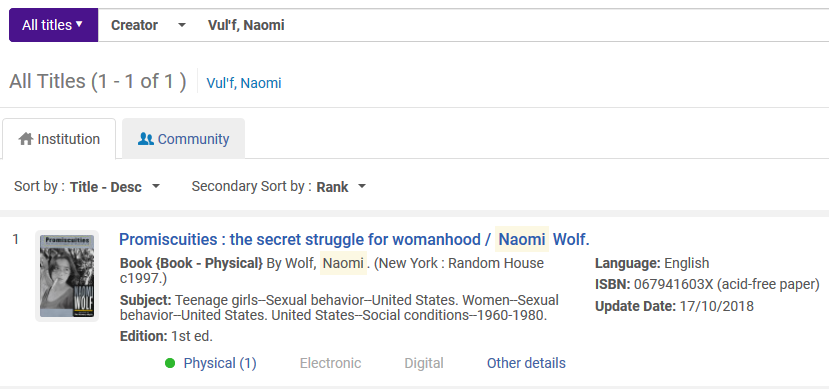 All titles ▾ Creator ▾ Vul'f, Naomi
All Titles (1 - 1 of 1 ) Vul'f, Naomi
Institution Community
Sort by : Title - Desc ▾ Secondary Sort by : Rank ▾
1 Promiscuities : the secret struggle for womanhood / Naomi Wolf.
Promiscuities
NAOMI
WOLF
Book {Book - Physical} By Wolf, Naomi . (New York : Random House
c1997.)
Subject: Teenage girls--Sexual behavior--United States. Women--Sexual
behavior--United States. United States--Social conditions--1960-1980.
Edition: 1st ed.
Language: English
ISBN: 067941603X (acid-free paper)
Update Date: 17/10/2018
Physical (1) Electronic Digital Other details